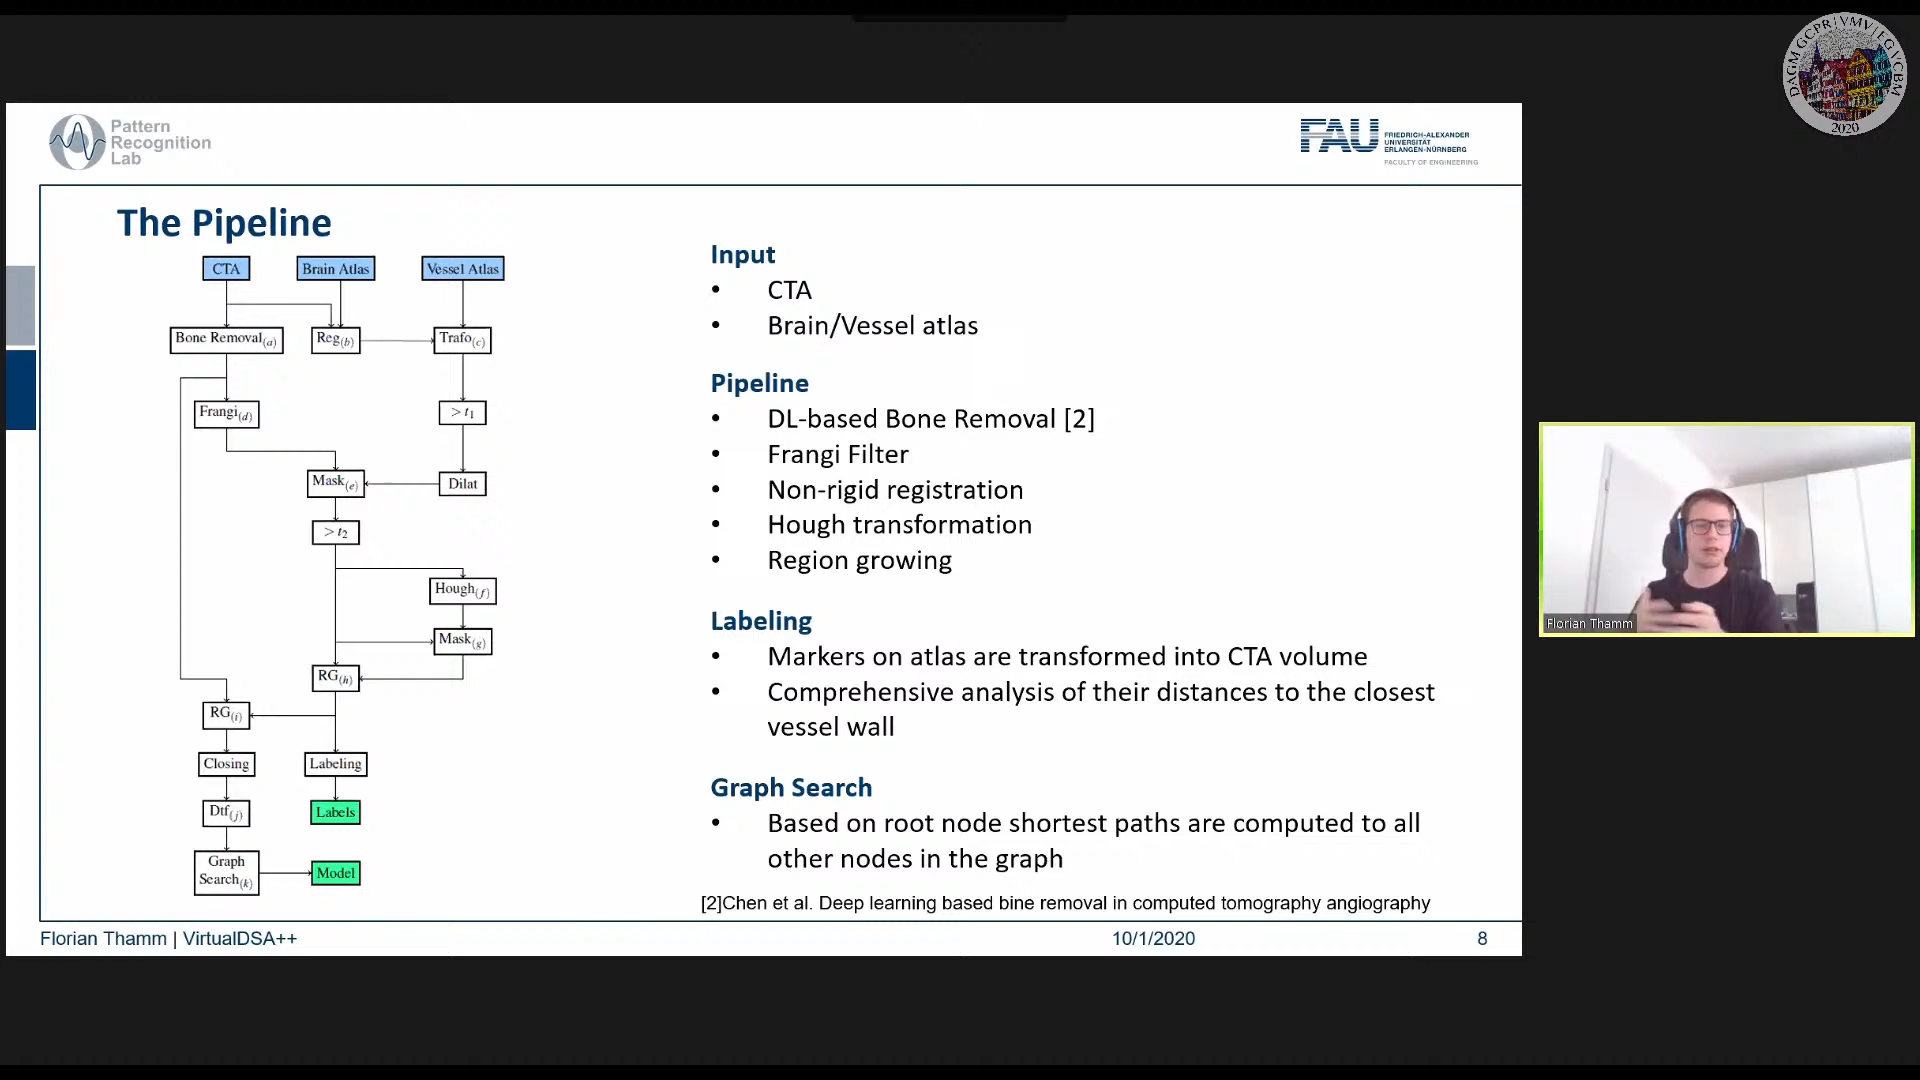 DAGM GCPR|VMV|EG VCBM
2020
Pattern
Recognition
Lab
FAU
FRIEDRICH-ALEXANDER
UNIVERSITÄT
ERLANGEN-NÜRNBERG
FACULTY OF ENGINEERING
The Pipeline
CTA
Brain Atlas
Vessel Atlas
Bone Removal(a)
Reg(b)
Trafo(c)
Frangi(d)
> t1
Mask(e)
Dilat
> t2
Hough(f)
Mask(g)
RG(h)
RG(i)
Closing
Labeling
Dtf(j)
Labels
Graph
Search(k)
Model
Input
• CTA
• Brain/Vessel atlas
Pipeline
• DL-based Bone Removal [2]
• Frangi Filter
• Non-rigid registration
• Hough transformation
• Region growing
Labeling
• Markers on atlas are transformed into CTA volume
• Comprehensive analysis of their distances to the closest
vessel wall
Graph Search
• Based on root node shortest paths are computed to all
other nodes in the graph
[2]Chen et al. Deep learning based bine removal in computed tomography angiography
Florian Thamm | VirtualDSA++
10/1/2020
8
Florian Thamm